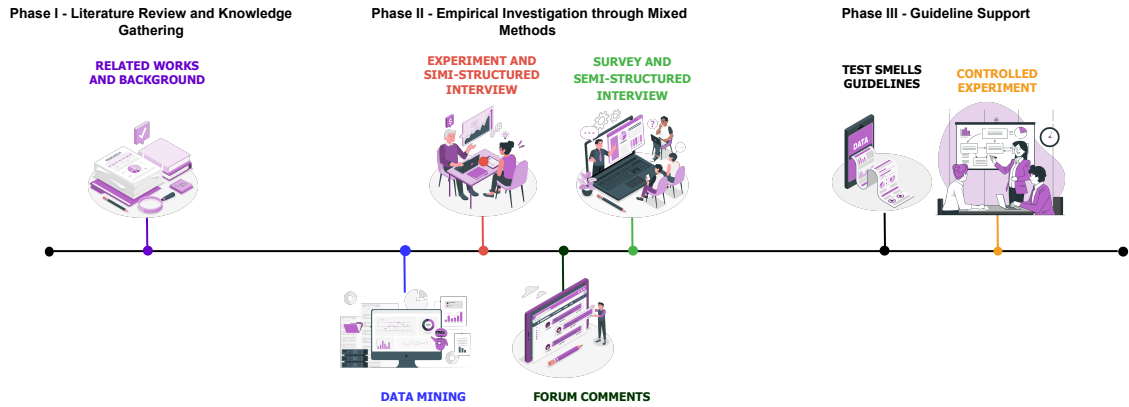 Phase I - Literature Review and Knowledge
Gathering
Phase II - Empirical Investigation through Mixed
Methods
Phase III - Guideline Support
RELATED WORKS
AND BACKGROUND
EXPERIMENT AND
SIMI-STRUCTURED
INTERVIEW
SURVEY AND
SEMI-STRUCTURED
INTERVIEW
TEST SMELLS
GUIDELINES
CONTROLLED
EXPERIMENT
DATA
DATA MINING
FORUM COMMENTS